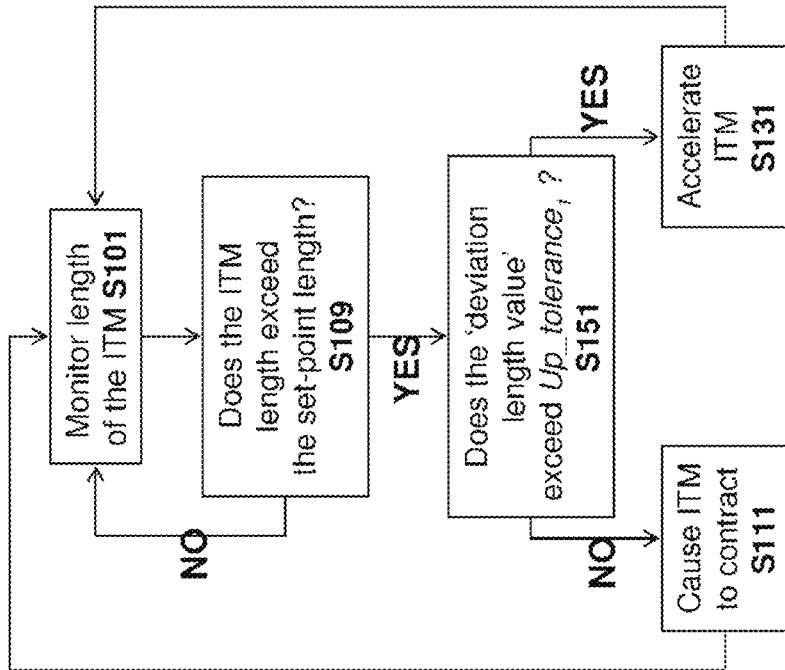 Monitor length
of the ITM S101
Does the ITM
length exceed
the set-point length?
S109
NO
YES
Does the 'deviation
length value'
exceed Up_tolerance₁ ?
S151
NO
YES
Cause ITM
to contract
S111
Accelerate
ITM
S131